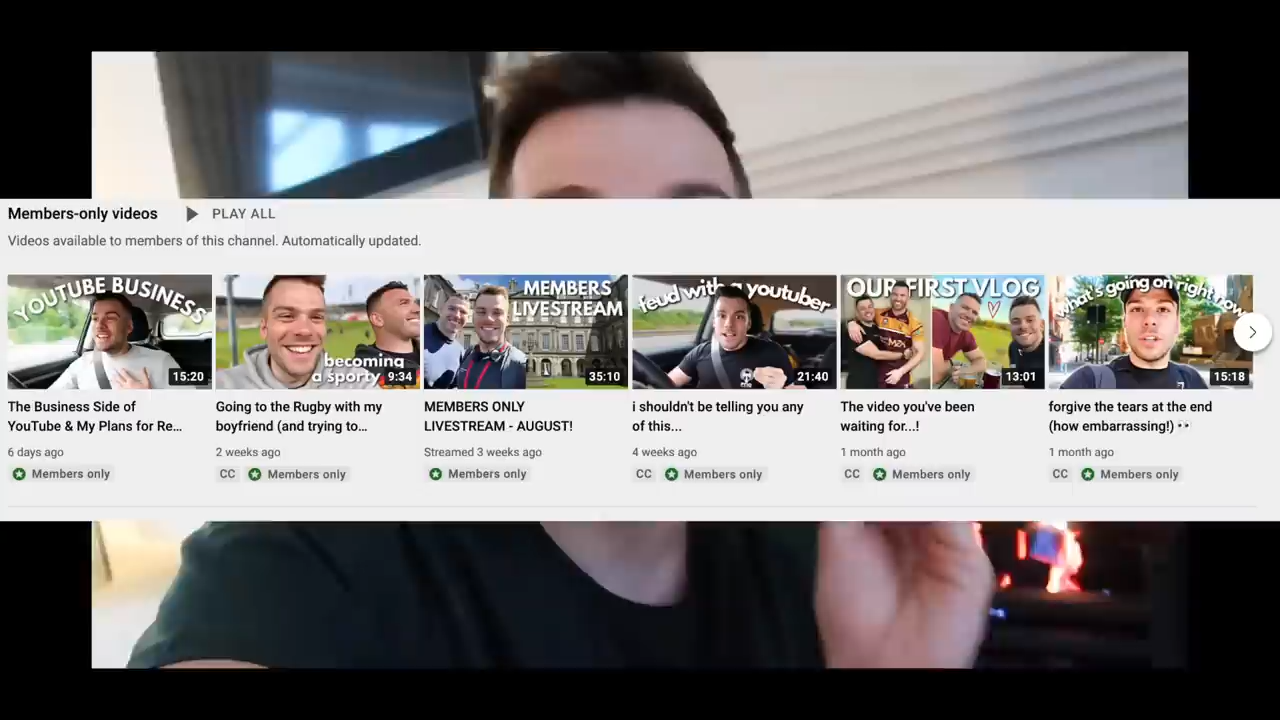 Members-only videos PLAY ALL
Videos available to members of this channel. Automatically updated.
YOUTUBE BUSINESS
15:20
becoming
a sporty
9:34
MEMBERS
LIVESTREAM
35:10
feud with a youtuber
21:40
OUR FIRST VLOG
13:01
what's going on right now
15:18
The Business Side of
YouTube & My Plans for Re…
6 days ago
Members only
Going to the Rugby with my
boyfriend (and trying to…
2 weeks ago
CC Members only
MEMBERS ONLY
LIVESTREAM - AUGUST!
Streamed 3 weeks ago
Members only
i shouldn't be telling you any
of this...
4 weeks ago
CC Members only
The video you've been
waiting for...!
1 month ago
CC Members only
forgive the tears at the end
(how embarrassing!) 👀
1 month ago
CC Members only